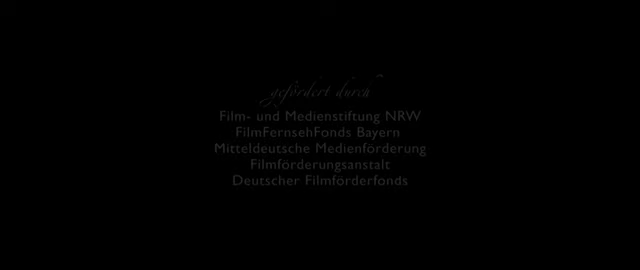 gefördert durch
Film- und Medienstiftung NRW
FilmFernsehFonds Bayern
Mitteldeutsche Medienförderung
Filmförderungsanstalt
Deutscher Filmförderfonds